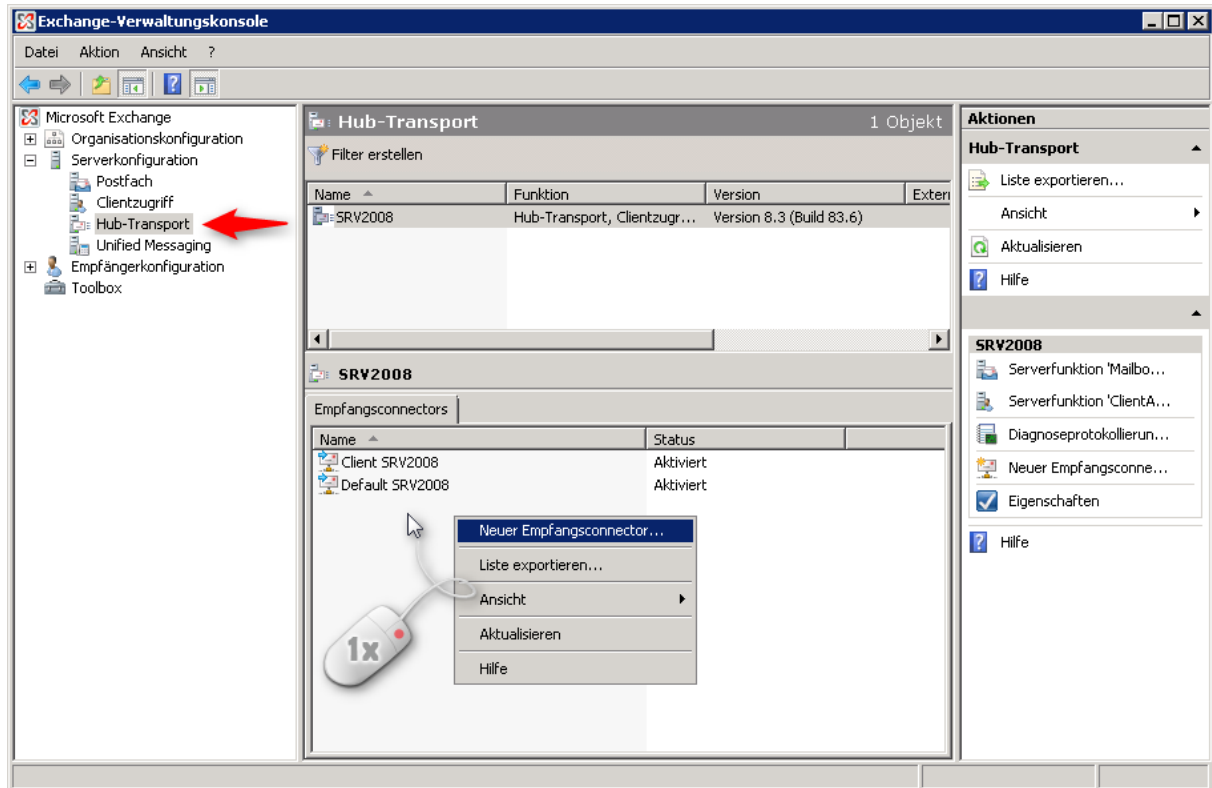 Exchange-Verwaltungskonsole
Datei Aktion Ansicht ?
Microsoft Exchange
Organisationskonfiguration
Serverkonfiguration
Postfach
Clientzugriff
Hub-Transport
Unified Messaging
Empfängerkonfiguration
Toolbox
Hub-Transport 1 Objekt
Filter erstellen
Name Funktion Version Extern
SRV2008 Hub-Transport, Clientzugr... Version 8.3 (Build 83.6)
SRV2008
Empfangsconnectors
Name Status
Client SRV2008 Aktiviert
Default SRV2008 Aktiviert
Neuer Empfangsconnector...
Liste exportieren...
Ansicht
Aktualisieren
Hilfe
1x
Aktionen
Hub-Transport
Liste exportieren...
Ansicht
Aktualisieren
Hilfe
SRV2008
Serverfunktion 'Mailbo...
Serverfunktion 'ClientA...
Diagnoseprotokollierun...
Neuer Empfangsconne...
Eigenschaften
Hilfe